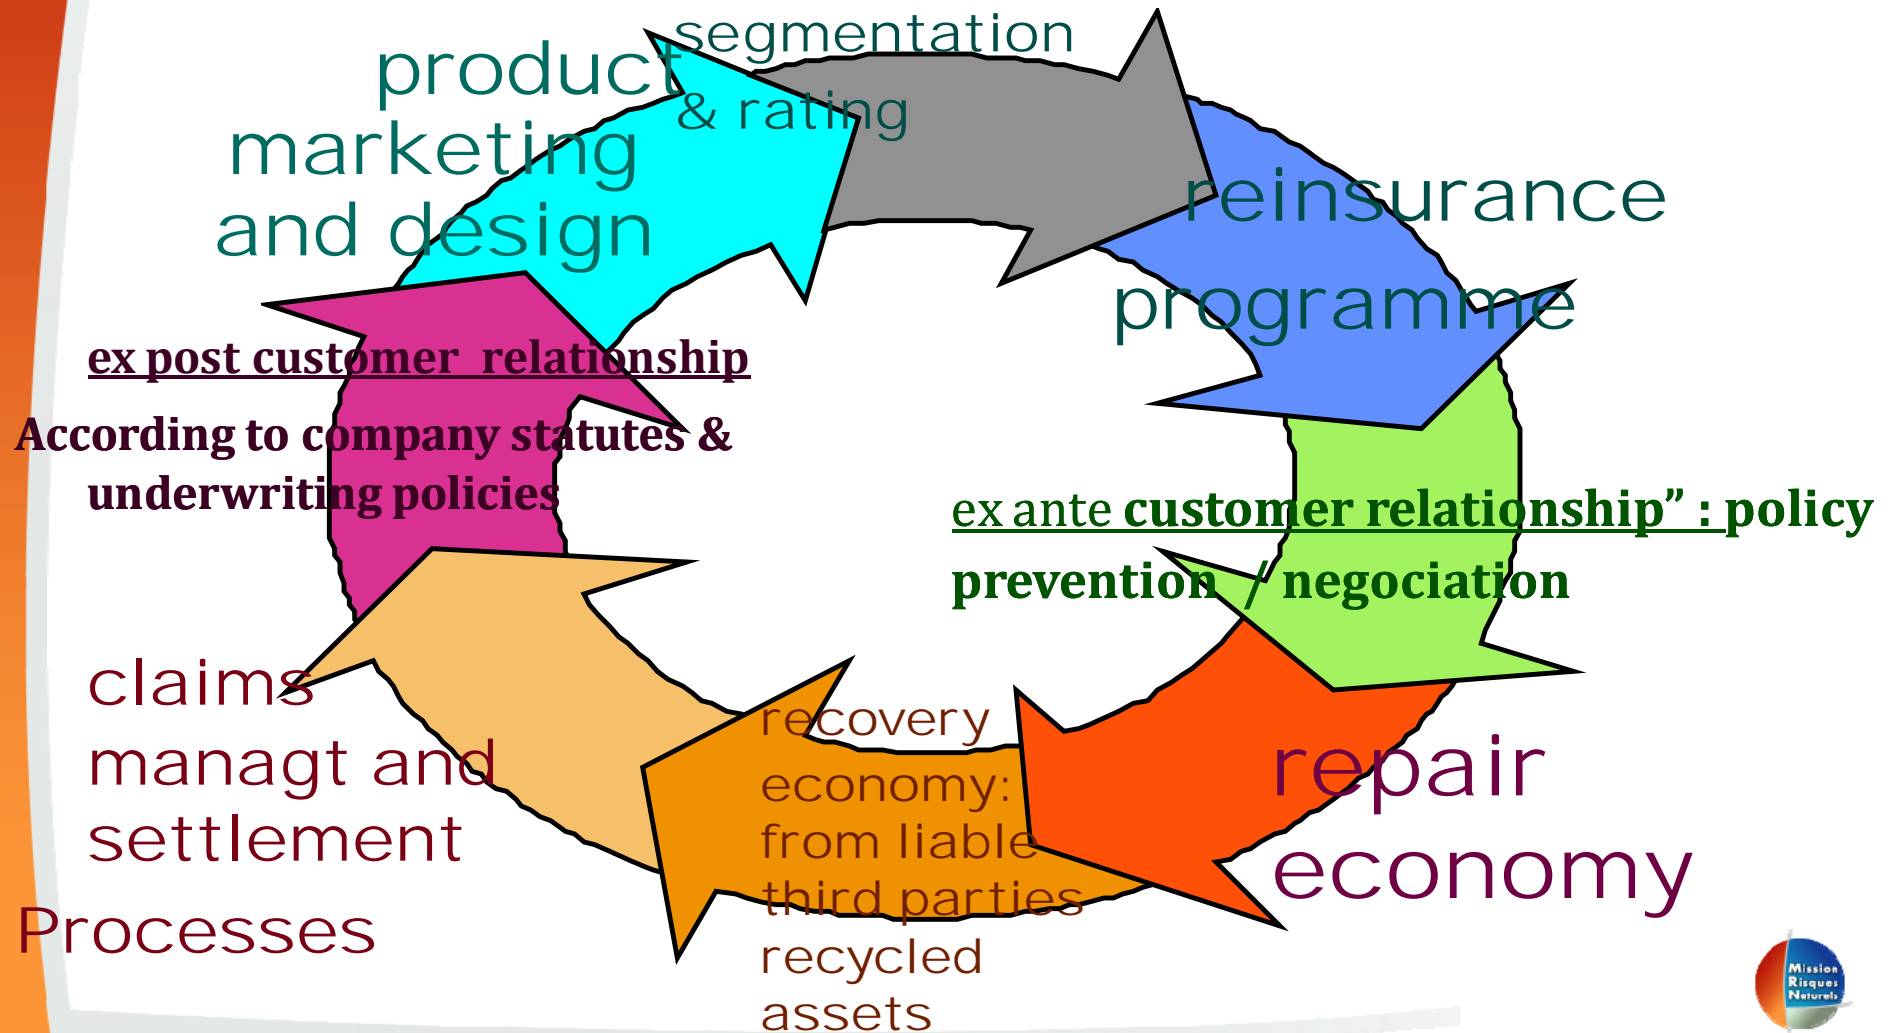 segmentation
& rating
product
marketing
and design
reinsurance
programme
ex post customer relationship
According to company statutes &
underwriting policies
ex ante customer relationship” : policy
prevention / negociation
claims
managt and
settlement
Processes
recovery
economy:
from liable
third parties
recycled
assets
repair
economy
Mission
Risques
Naturels